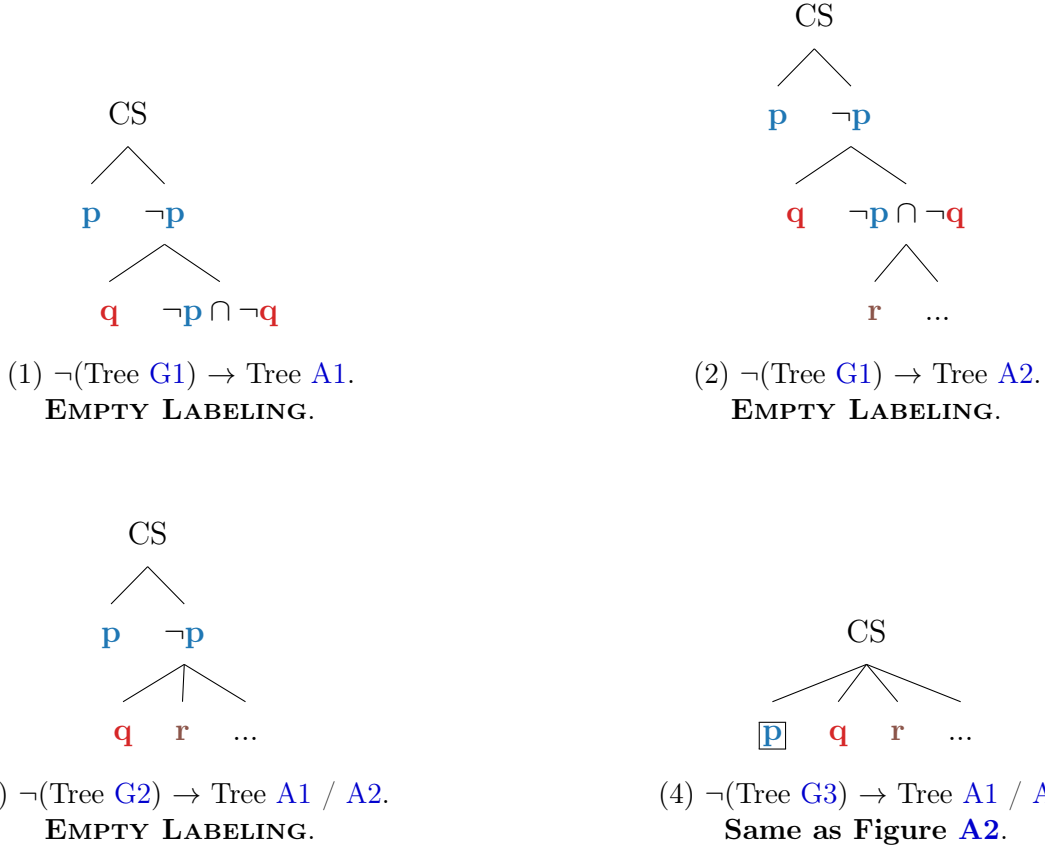 CS
p ¬p
q ¬p ∩ ¬q
(1) ¬(Tree G1) → Tree A1.
EMPTY LABELING.
CS
p ¬p
q ¬p ∩ ¬q
r ...
(2) ¬(Tree G1) → Tree A2.
EMPTY LABELING.
CS
p ¬p
q r ...
) ¬(Tree G2) → Tree A1 / A2.
EMPTY LABELING.
CS
p q r ...
(4) ¬(Tree G3) → Tree A1 / A
Same as Figure A2.